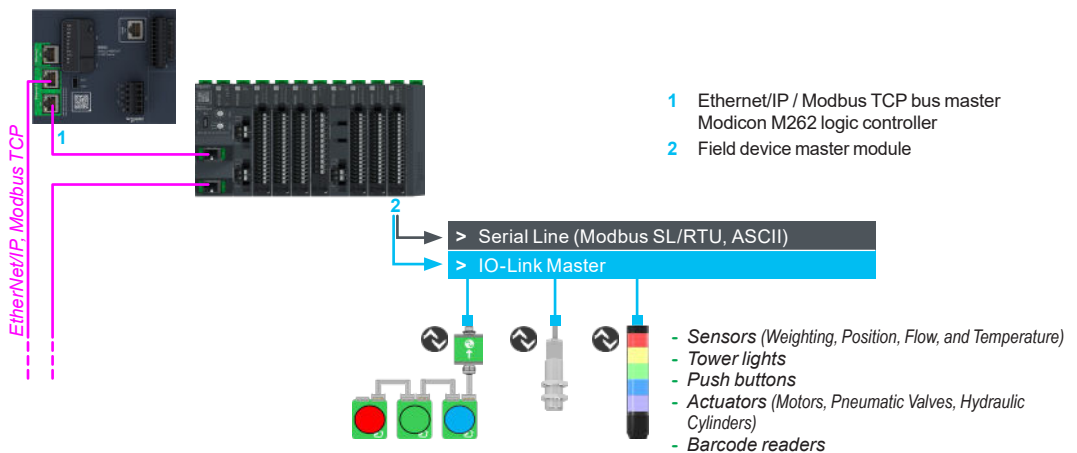 EtherNet/IP, Modbus TCP
1
2
1 Ethernet/IP / Modbus TCP bus master
Modicon M262 logic controller
2 Field device master module
> Serial Line (Modbus SL/RTU, ASCII)
> IO-Link Master
- Sensors (Weighting, Position, Flow, and Temperature)
- Tower lights
- Push buttons
- Actuators (Motors, Pneumatic Valves, Hydraulic
Cylinders)
- Barcode readers